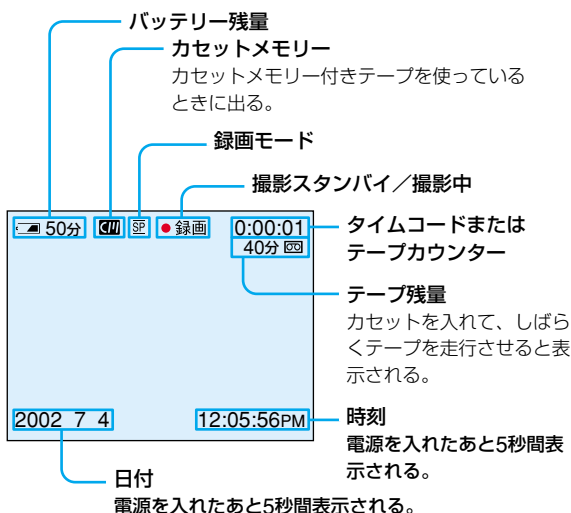 バッテリー残量
カセットメモリー
カセットメモリー付きテープを使っている
ときに出る。
録画モード
撮影スタンバイ／撮影中
50分 CM SP ●録画 0:00:01
40分
タイムコードまたは
テープカウンター
テープ残量
カセットを入れて、しばら
くテープを走行させると表
示される。
2002 7 4 12:05:56PM
時刻
電源を入れたあと5秒間表
示される。
日付
電源を入れたあと5秒間表示される。